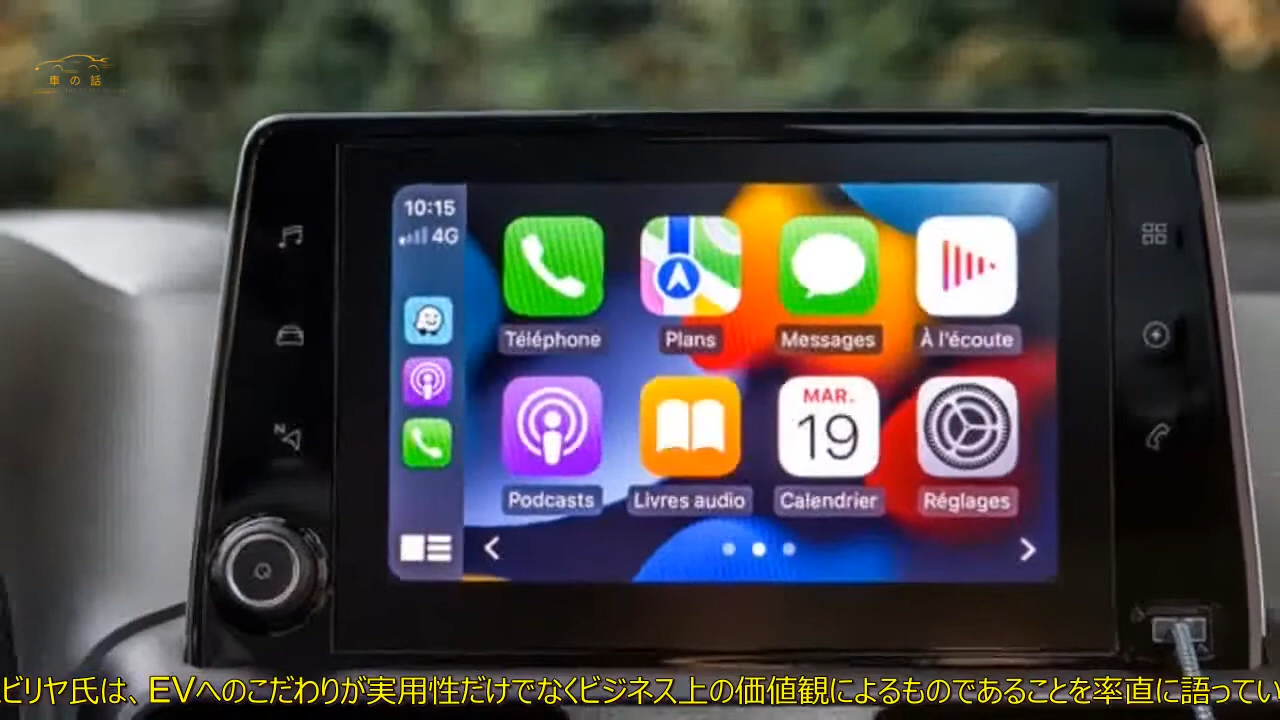 車の話
10:15
4G
Téléphone
Plans
Messages
À l'écoute
MAR.
19
Podcasts
Livres audio
Calendrier
Réglages
N
ビリヤ氏は、EVへのこだわりが実用性だけでなくビジネス上の価値観によるものであることを率直に語ってい